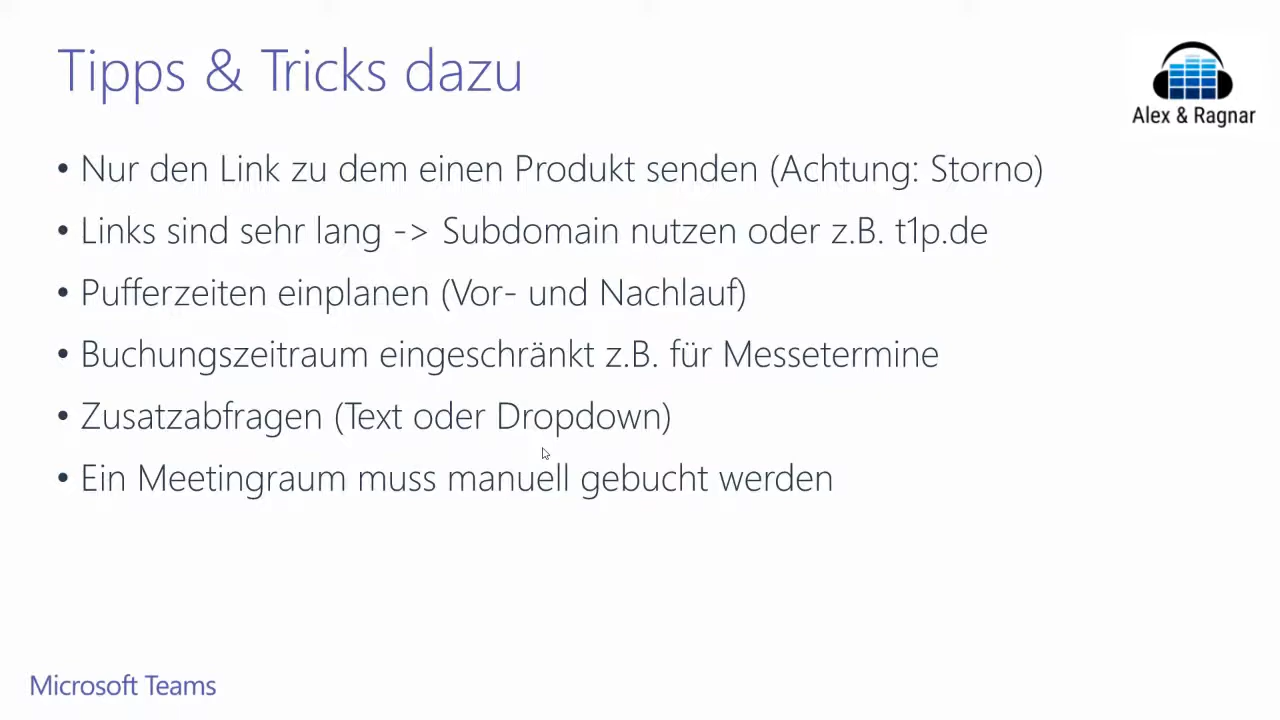 Tipps & Tricks dazu
Alex & Ragnar
• Nur den Link zu dem einen Produkt senden (Achtung: Storno)
• Links sind sehr lang -> Subdomain nutzen oder z.B. t1p.de
• Pufferzeiten einplanen (Vor- und Nachlauf)
• Buchungszeitraum eingeschränkt z.B. für Messetermine
• Zusatzabfragen (Text oder Dropdown)
• Ein Meetingraum muss manuell gebucht werden
Microsoft Teams